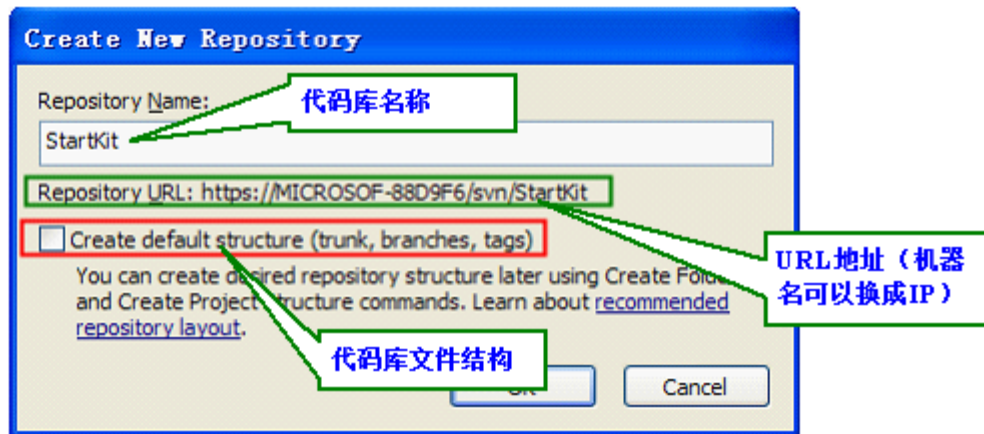 Create New Repository
Repository Name:
代码库名称
StartKit
Repository URL: https://MICROSOF-88D9F6/svn/StartKit
Create default structure (trunk, branches, tags)
URL地址（机器
名可以换成IP）
You can create desired repository structure later using Create
and Create Project Structure commands. Learn about recommended
repository layout.
代码库文件结构
Cancel